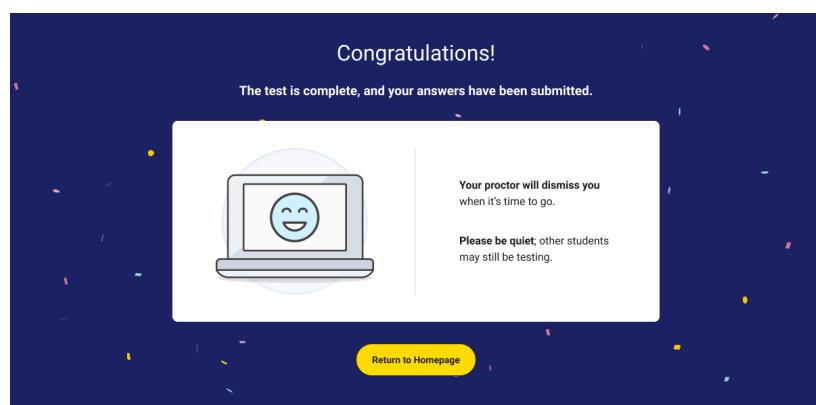 Congratulations!
The test is complete, and your answers have been submitted.
Your proctor will dismiss you
when it's time to go.
Please be quiet; other students
may still be testing.
Return to Homepage